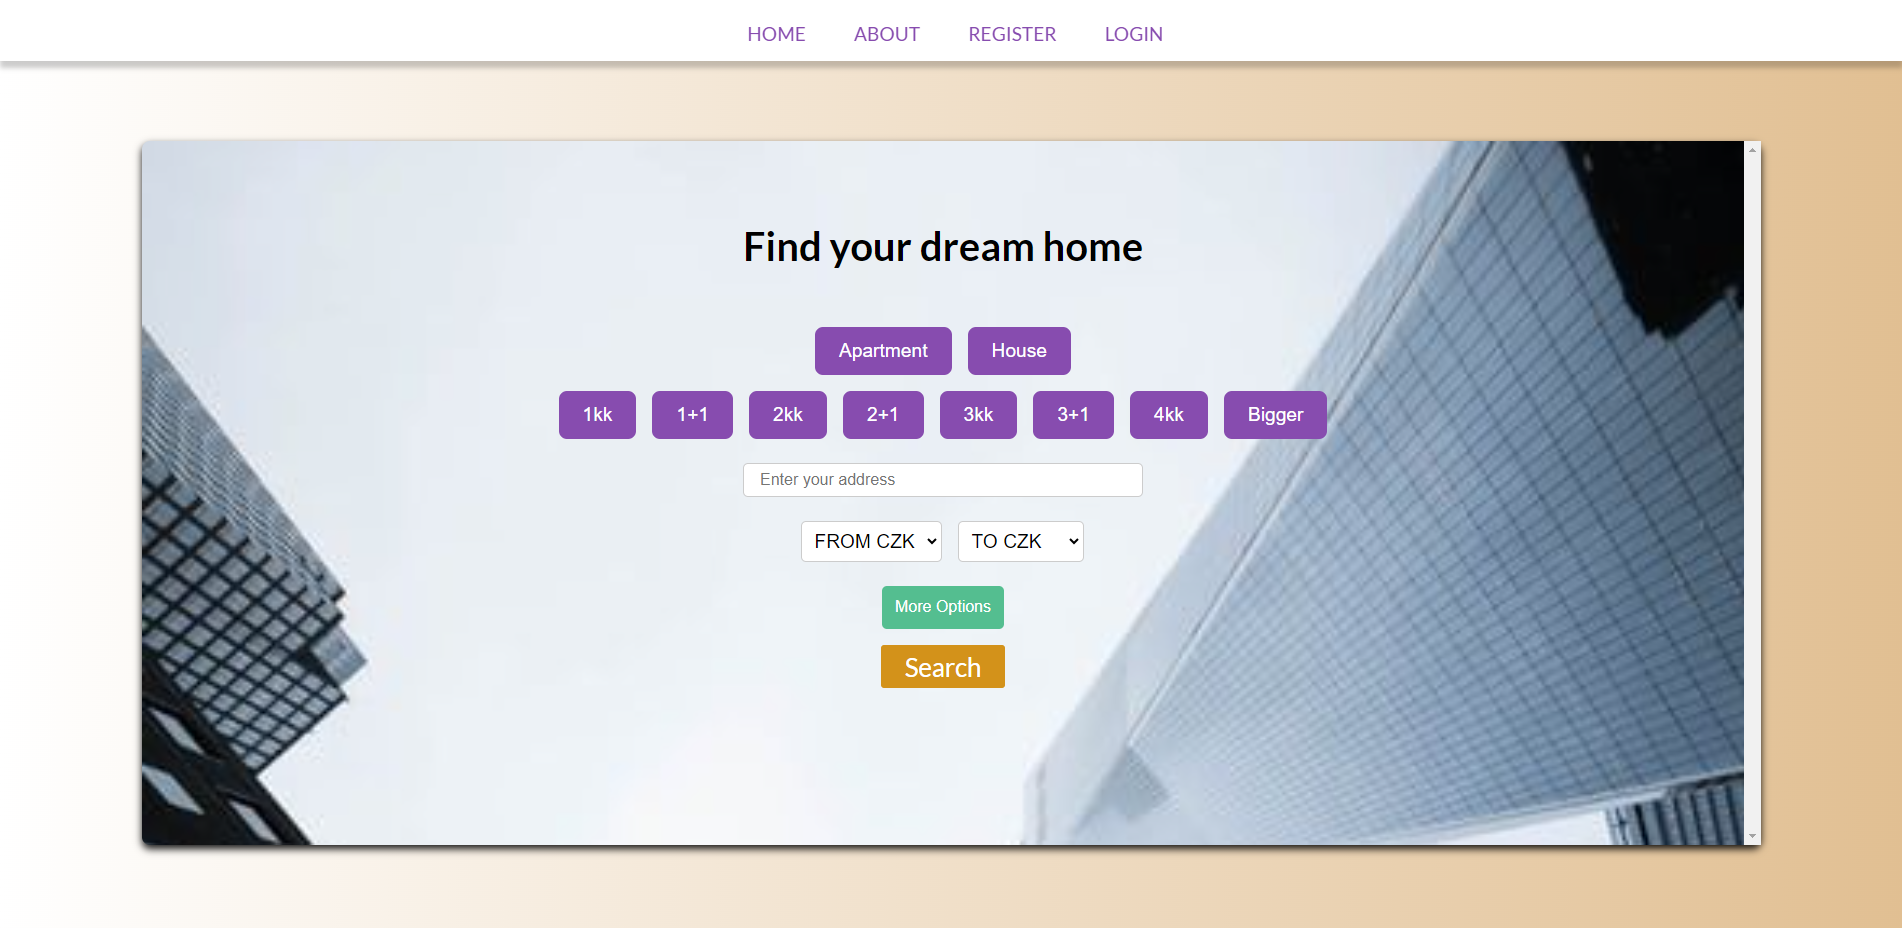 HOME ABOUT REGISTER LOGIN
Find your dream home
Apartment House
1kk 1+1 2kk 2+1 3kk 3+1 4kk Bigger
Enter your address
FROM CZK TO CZK
More Options
Search